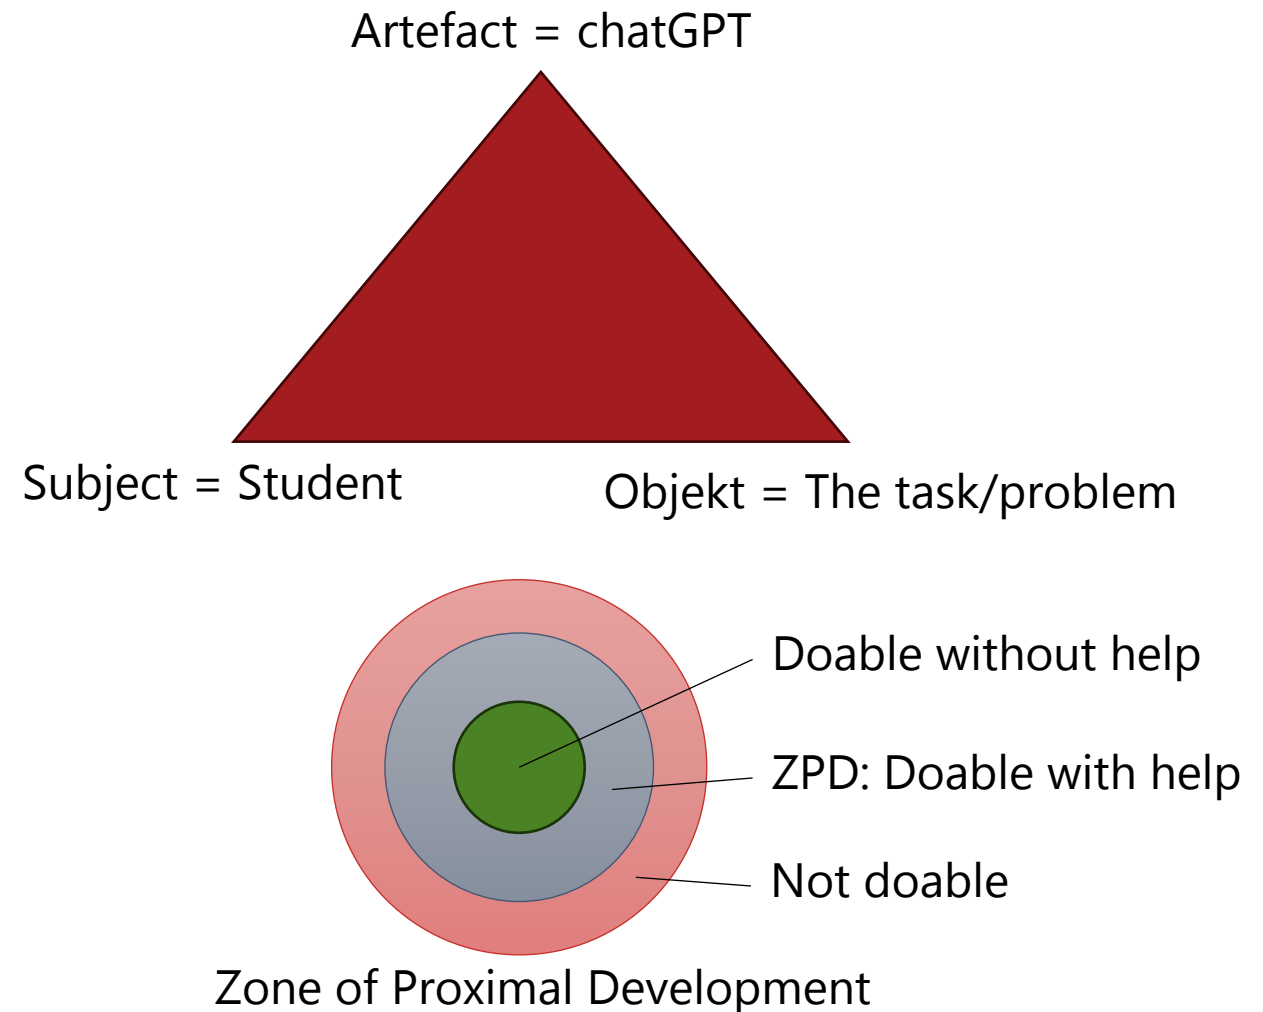 Artefact = chatGPT
Subject = Student
Objekt = The task/problem
Doable without help
ZPD: Doable with help
Not doable
Zone of Proximal Development